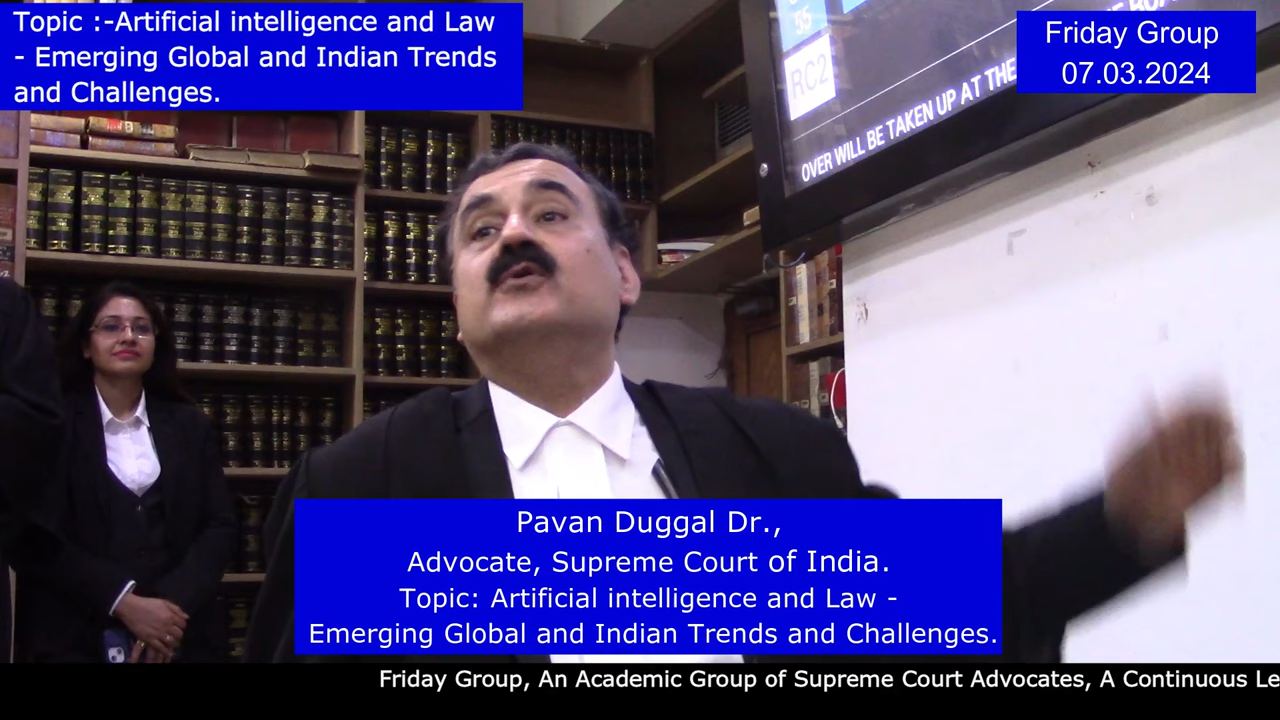 Topic :-Artificial intelligence and Law
- Emerging Global and Indian Trends
and Challenges.
Friday Group
07.03.2024
55
RC2
OVER WILL BE TAKEN UP AT THE
Pavan Duggal Dr.,
Advocate, Supreme Court of India.
Topic: Artificial intelligence and Law -
Emerging Global and Indian Trends and Challenges.
Friday Group, An Academic Group of Supreme Court Advocates, A Continuous Le